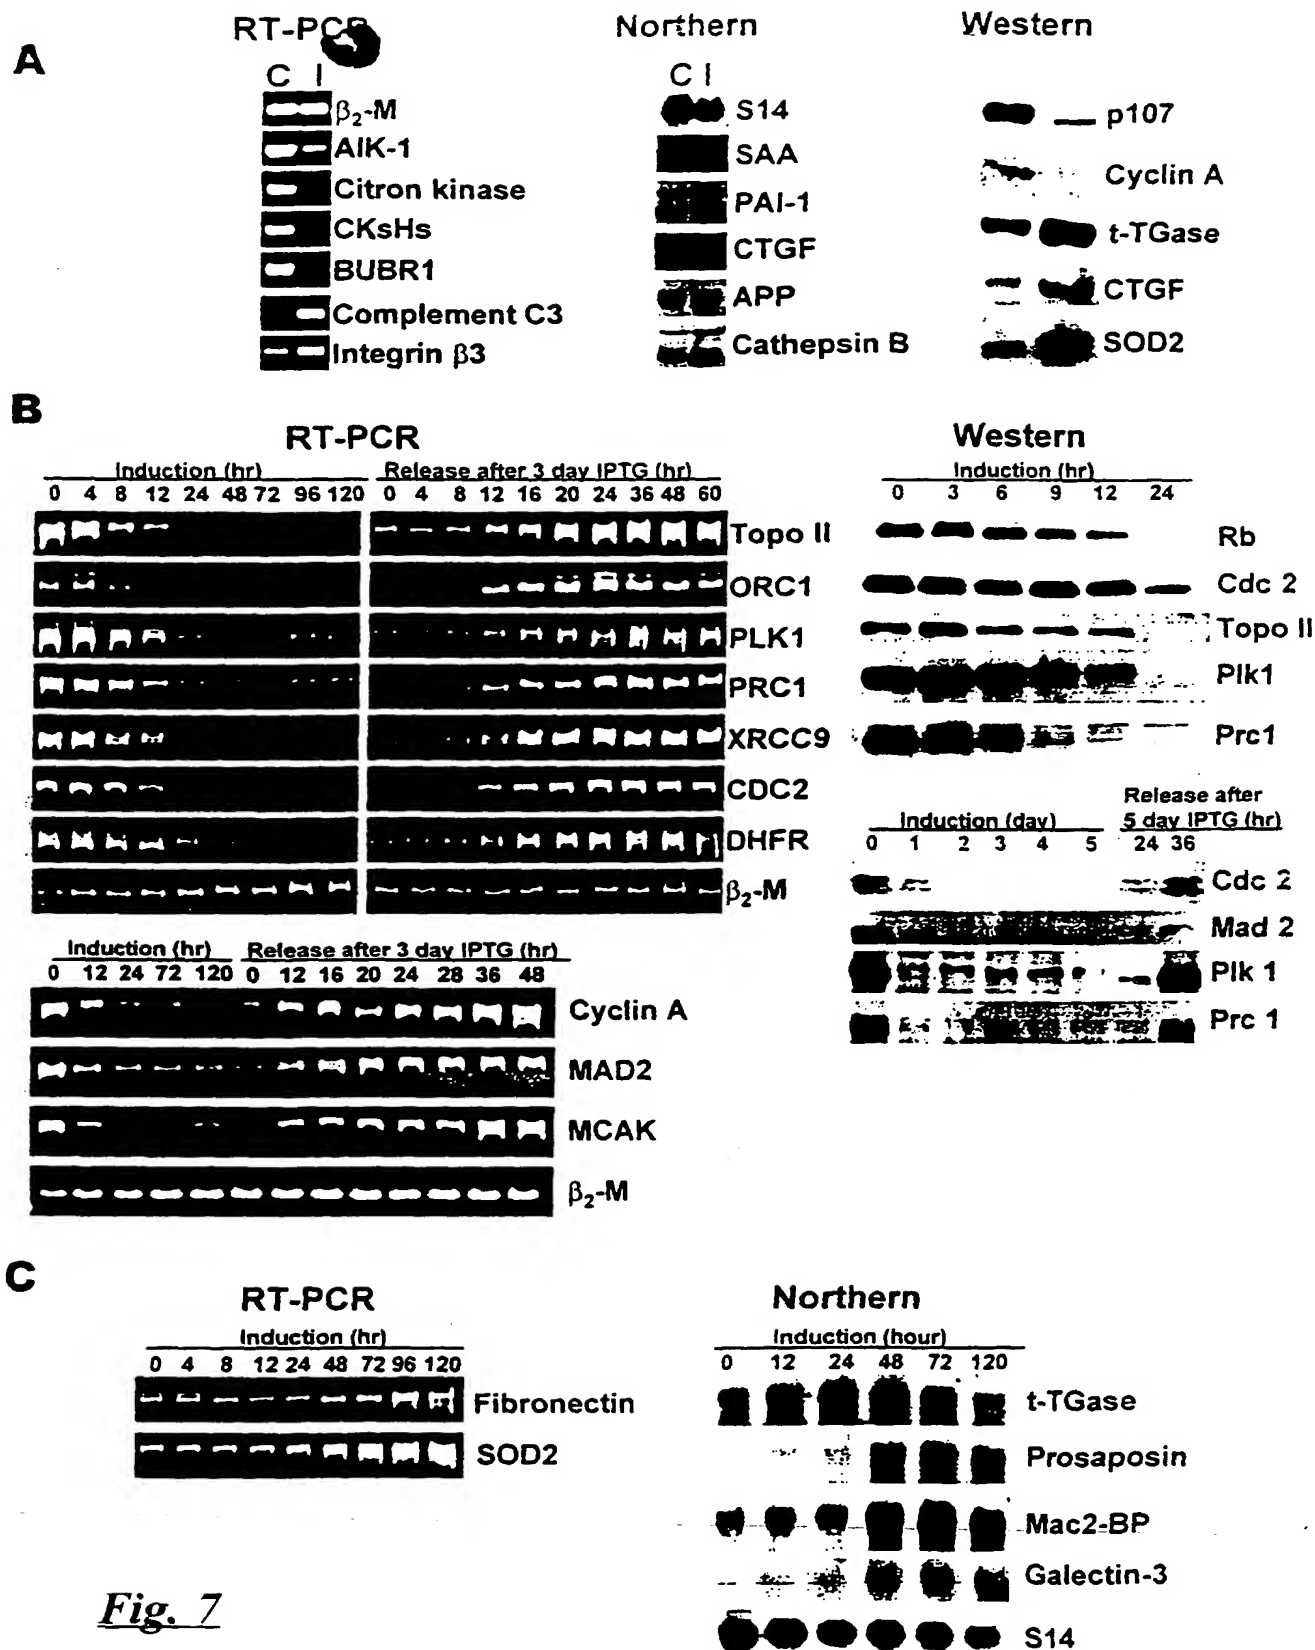 A
RT-PCR
C I
β₂-M
AIK-1
Citron kinase
CKsHs
BUBR1
Complement C3
Integrin β3
Northern
C I
S14
SAA
PAI-1
CTGF
APP
Cathepsin B
Western
p107
Cyclin A
t-TGase
CTGF
SOD2
B
RT-PCR
Induction (hr)
0 4 8 12 24 48 72 96 120
Release after 3 day IPTG (hr)
0 4 8 12 16 20 24 36 48 60
Topo II
ORC1
PLK1
PRC1
XRCC9
CDC2
DHFR
β₂-M
Induction (hr)
0 12 24 72 120
Release after 3 day IPTG (hr)
0 12 16 20 24 28 36 48
Cyclin A
MAD2
MCAK
β₂-M
Western
Induction (hr)
0 3 6 9 12 24
Rb
Cdc 2
Topo II
Plk1
Prc1
Induction (day)
0 1 2 3 4 5
Release after
5 day IPTG (hr)
24 36
Cdc 2
Mad 2
Plk 1
Prc 1
C
RT-PCR
Induction (hr)
0 4 8 12 24 48 72 96 120
Fibronectin
SOD2
Northern
Induction (hour)
0 12 24 48 72 120
t-TGase
Prosaposin
Mac2-BP
Galectin-3
S14
Fig. 7